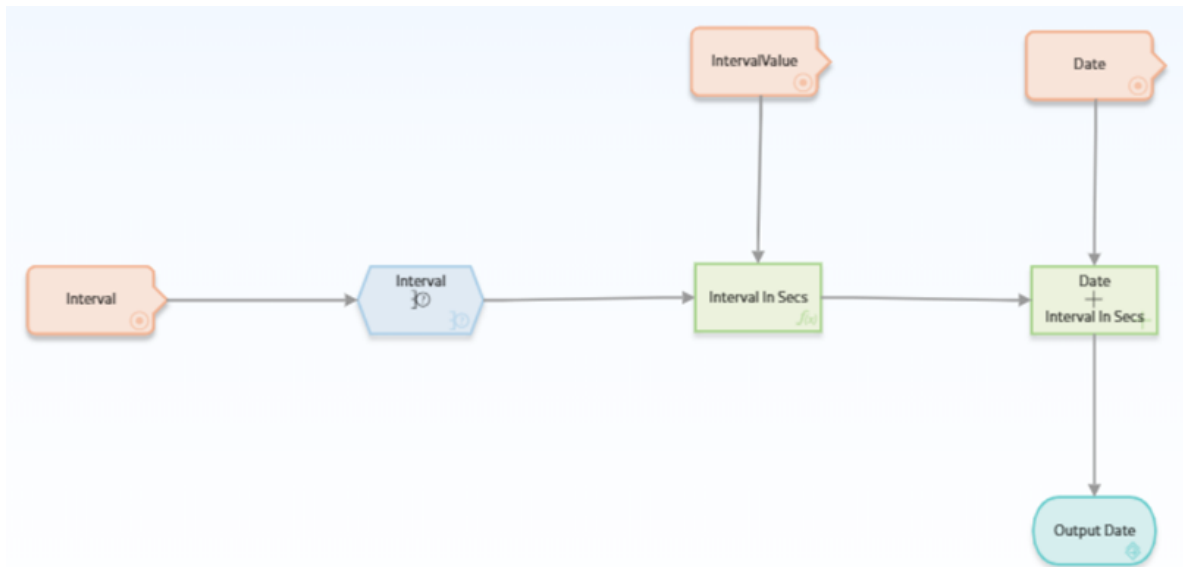 IntervalValue
Date
Interval
Interval
Interval In Secs
f(x)
Date
+
Interval In Secs
Output Date